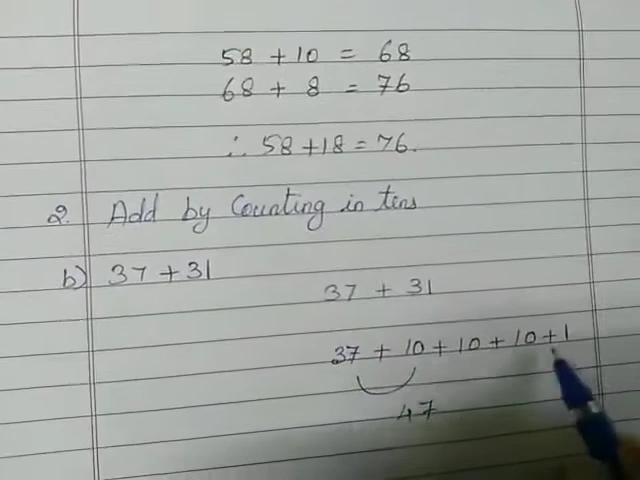 58 + 10 = 68
68 + 8 = 76
∴ 58 + 18 = 76.
2. Add by Counting in tens
b) 37 + 31
37 + 31
37 + 10 + 10 + 10 + 1
47